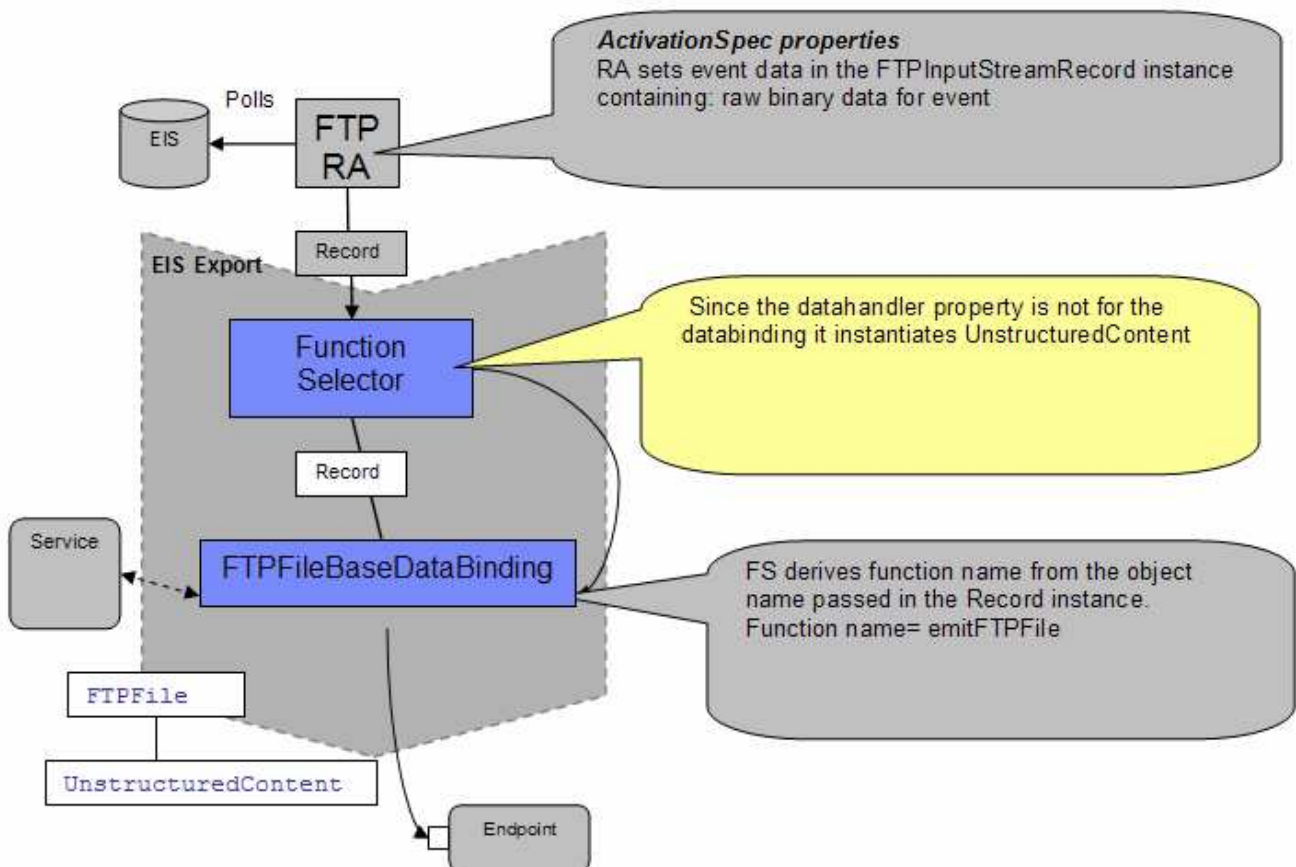 ActivationSpec properties
RA sets event data in the FTPInputStreamRecord instance
containing: raw binary data for event
Polls
EIS
FTP
RA
Record
EIS Export
Since the datahandler property is not for the
databinding it instantiates UnstructuredContent
Function
Selector
Record
Service
FTPFileBaseDataBinding
FS derives function name from the object
name passed in the Record instance.
Function name= emitFTPFile
FTPFile
UnstructuredContent
Endpoint